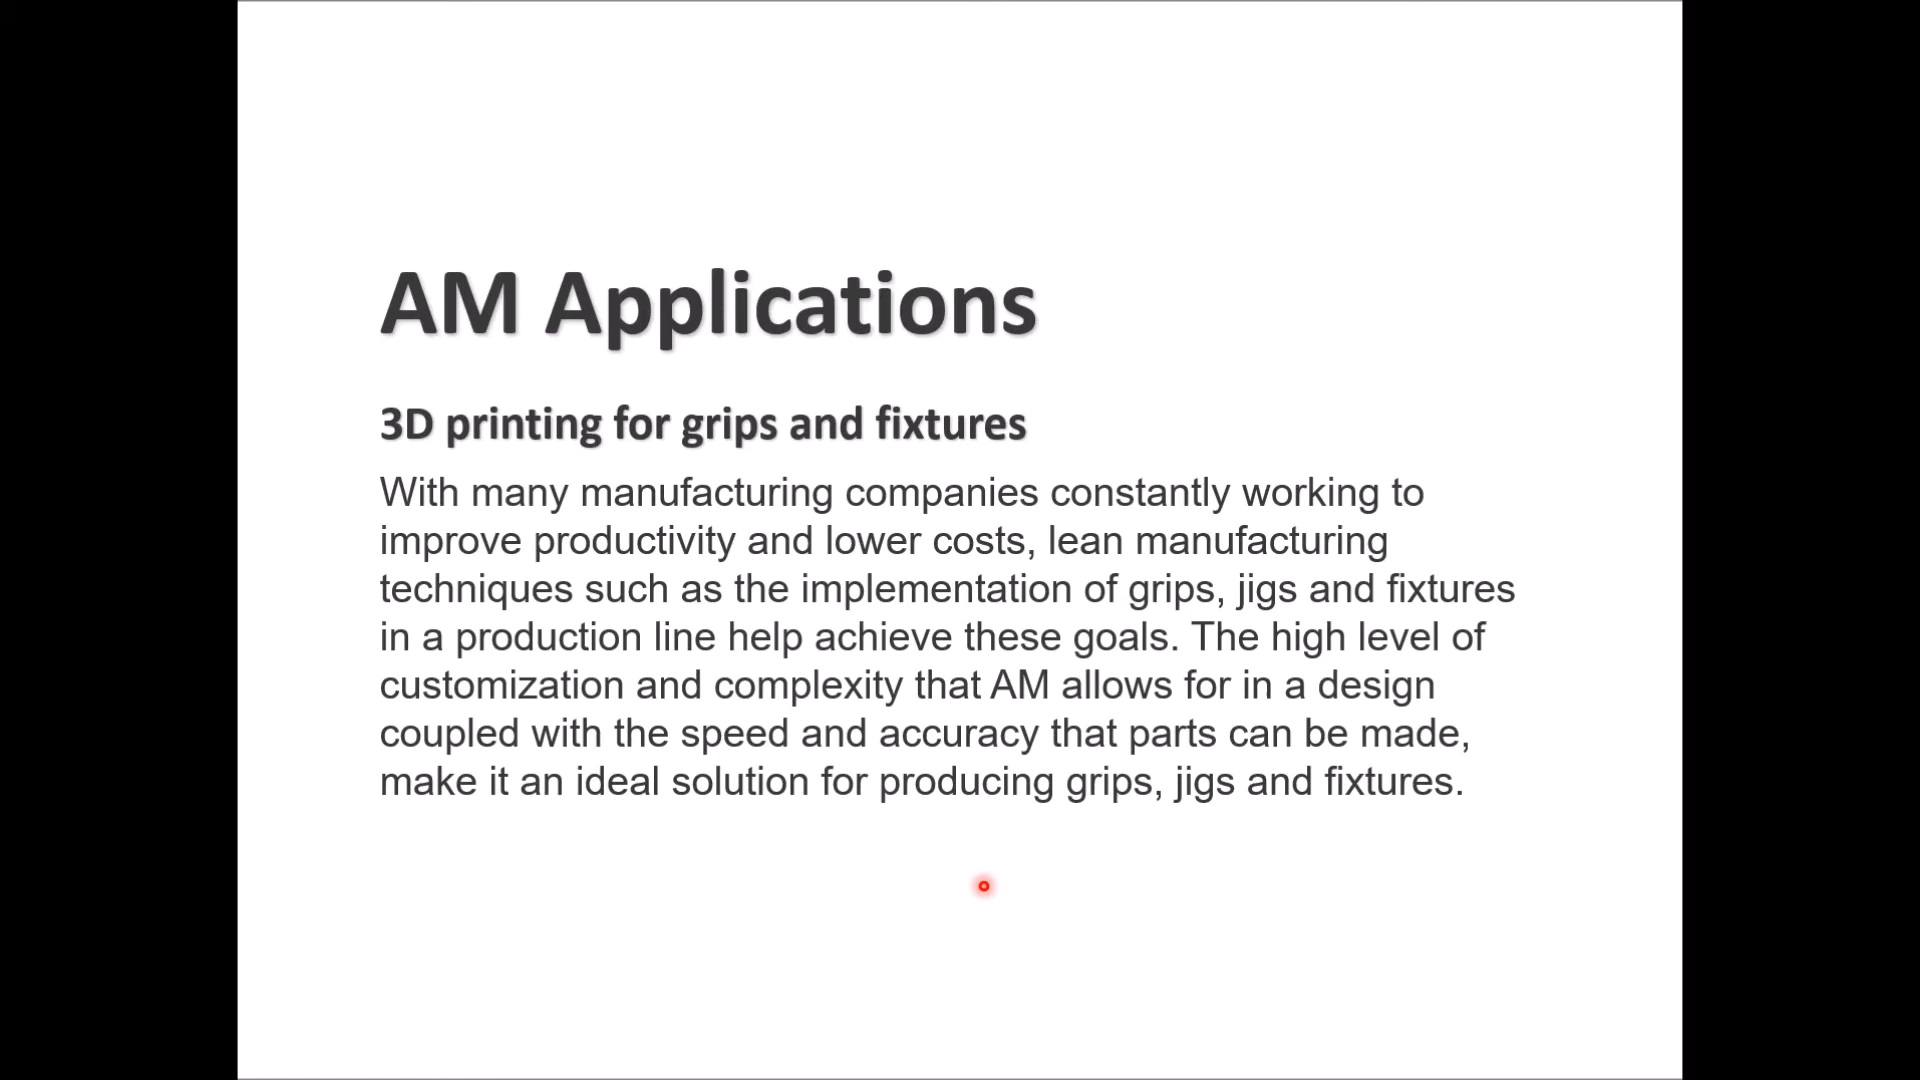 AM Applications
3D printing for grips and fixtures
With many manufacturing companies constantly working to
improve productivity and lower costs, lean manufacturing
techniques such as the implementation of grips, jigs and fixtures
in a production line help achieve these goals. The high level of
customization and complexity that AM allows for in a design
coupled with the speed and accuracy that parts can be made,
make it an ideal solution for producing grips, jigs and fixtures.